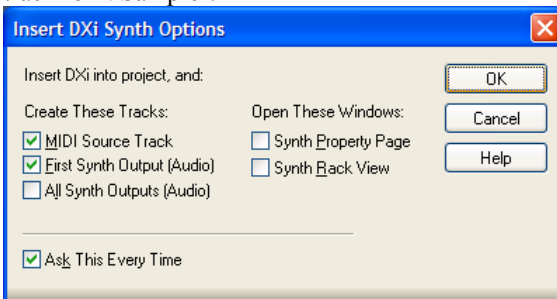 Insert DXi Synth Options
Insert DXi into project, and:
OK
Create These Tracks:
Open These Windows:
Cancel
MIDI Source Track
Synth Property Page
Help
First Synth Output (Audio)
Synth Rack View
All Synth Outputs (Audio)
Ask This Every Time